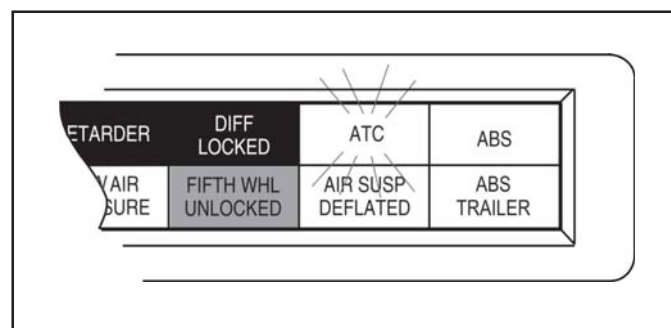 ETARDER
DIFF
LOCKED
ATC
ABS
AIR
SURE
FIFTH WHL
UNLOCKED
AIR SUSP
DEFLATED
ABS
TRAILER